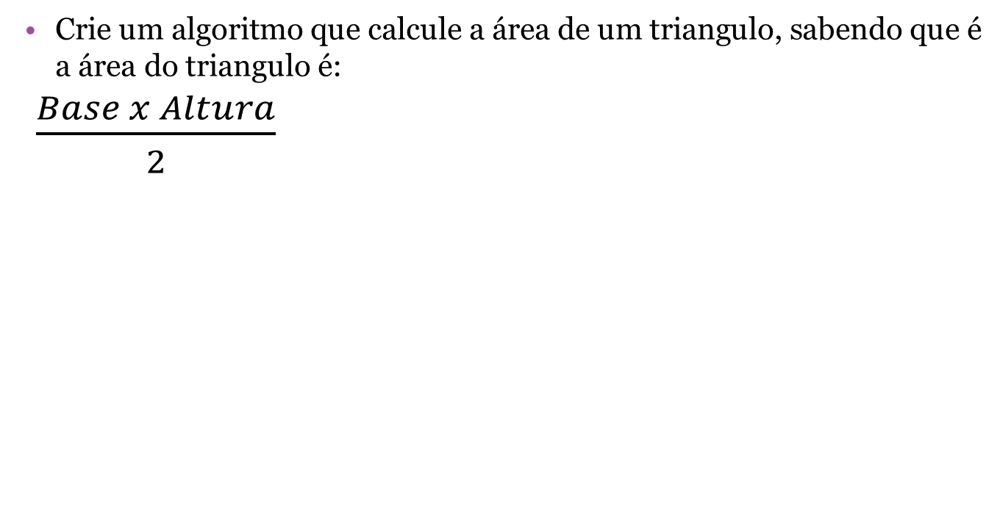 • Crie um algoritmo que calcule a área de um triangulo, sabendo que é
a área do triangulo é:
Base x Altura
2